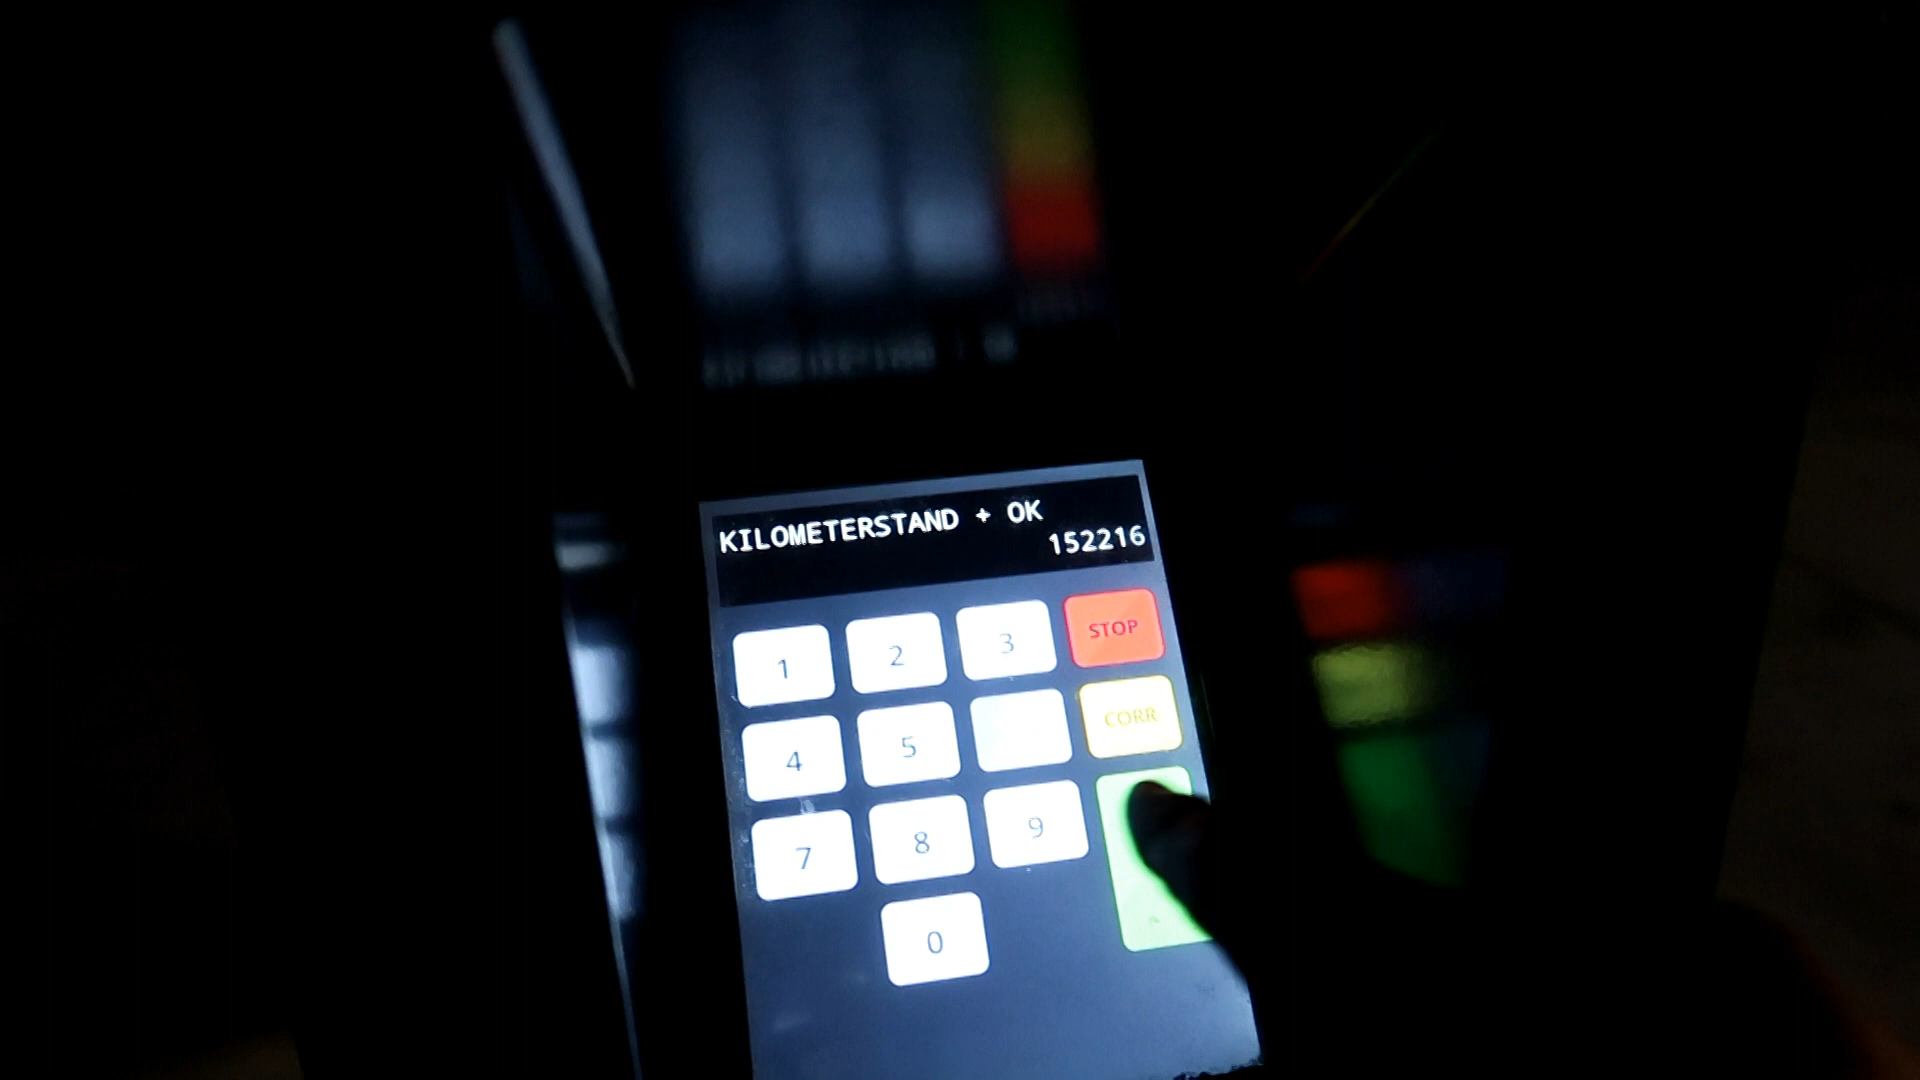 KILOMETERSTAND + OK
152216
1 2 3 STOP
4 5 CORR
7 8 9
0